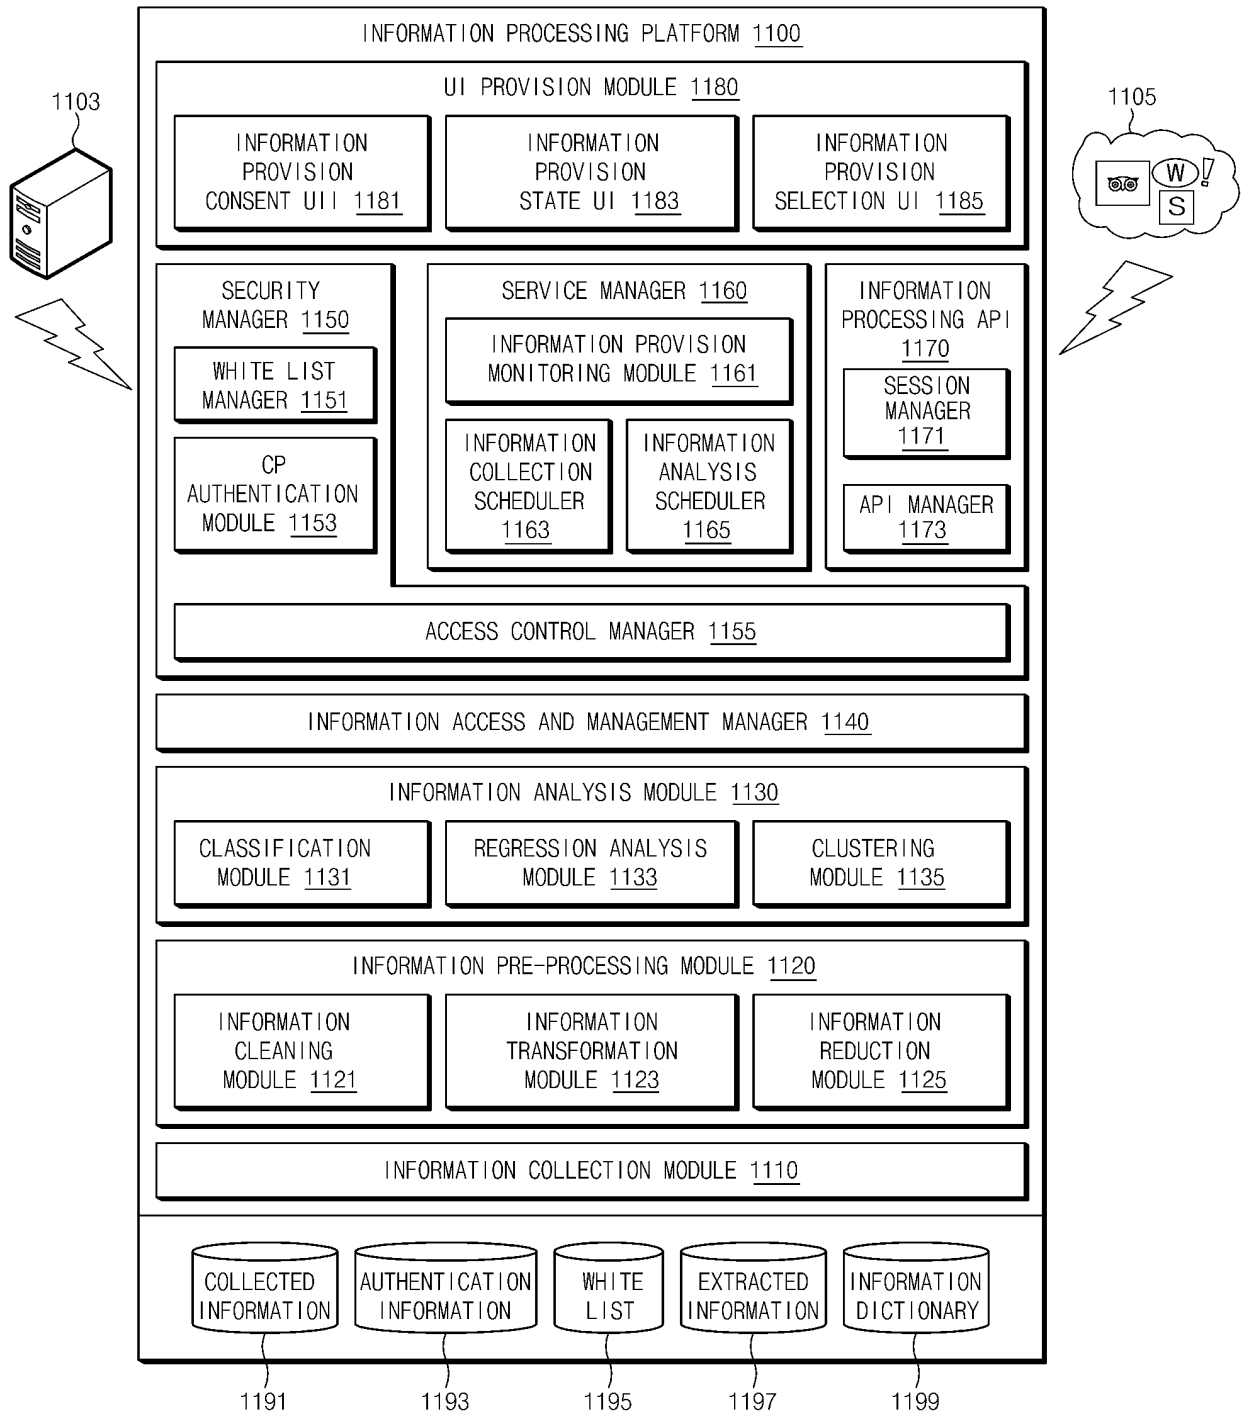 INFORMATION PROCESSING PLATFORM 1100
UI PROVISION MODULE 1180
1103
1105
INFORMATION
PROVISION
CONSENT UII 1181
INFORMATION
PROVISION
STATE UI 1183
INFORMATION
PROVISION
SELECTION UI 1185
W
!
S
SECURITY
MANAGER 1150
WHITE LIST
MANAGER 1151
CP
AUTHENTICATION
MODULE 1153
SERVICE MANAGER 1160
INFORMATION PROVISION
MONITORING MODULE 1161
INFORMATION
COLLECTION
SCHEDULER
1163
INFORMATION
ANALYSIS
SCHEDULER
1165
INFORMATION
PROCESSING API
1170
SESSION
MANAGER
1171
API MANAGER
1173
ACCESS CONTROL MANAGER 1155
INFORMATION ACCESS AND MANAGEMENT MANAGER 1140
INFORMATION ANALYSIS MODULE 1130
CLASSIFICATION
MODULE 1131
REGRESSION ANALYSIS
MODULE 1133
CLUSTERING
MODULE 1135
INFORMATION PRE-PROCESSING MODULE 1120
INFORMATION
CLEANING
MODULE 1121
INFORMATION
TRANSFORMATION
MODULE 1123
INFORMATION
REDUCTION
MODULE 1125
INFORMATION COLLECTION MODULE 1110
COLLECTED
INFORMATION
AUTHENTICATION
INFORMATION
WHITE
LIST
EXTRACTED
INFORMATION
INFORMATION
DICTIONARY
1191
1193
1195
1197
1199